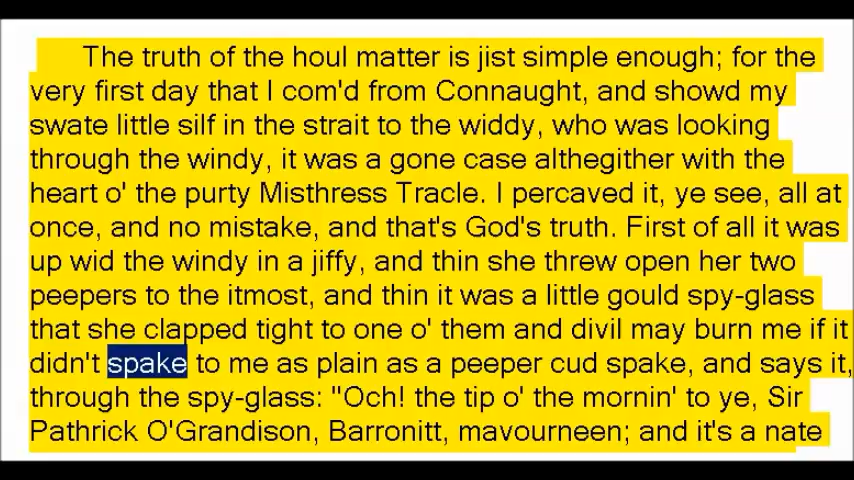 The truth of the houl matter is jist simple enough; for the
very first day that I com'd from Connaught, and showd my
swate little silf in the strait to the widdy, who was looking
through the windy, it was a gone case althegither with the
heart o' the purty Misthress Tracle. I percaved it, ye see, all at
once, and no mistake, and that's God's truth. First of all it was
up wid the windy in a jiffy, and thin she threw open her two
peepers to the itmost, and thin it was a little gould spy-glass
that she clapped tight to one o' them and divil may burn me if it
didn't spake to me as plain as a peeper cud spake, and says it,
through the spy-glass: "Och! the tip o' the mornin' to ye, Sir
Pathrick O'Grandison, Barronitt, mavourneen; and it's a nate